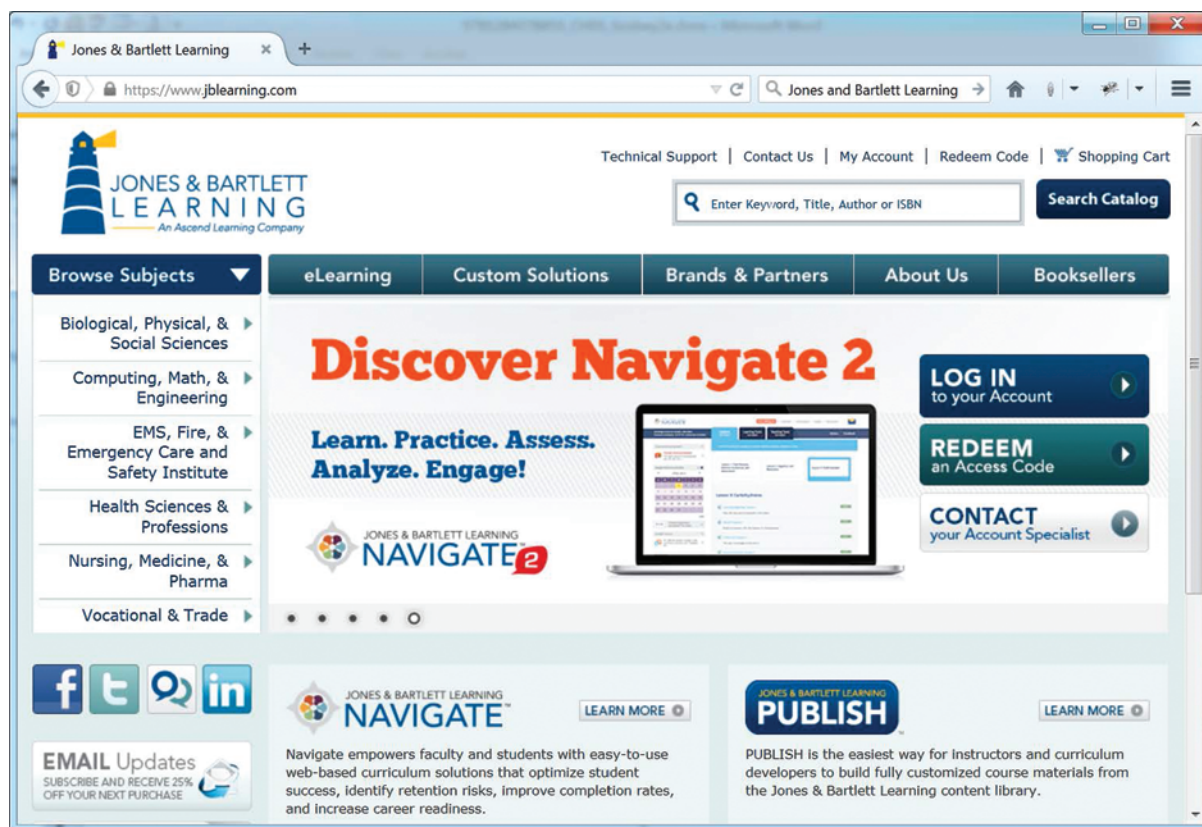 Jones & Bartlett Learning
https://www.jblearning.com
Jones and Bartlett Learning
JONES & BARTLETT
LEARNING
An Ascend Learning Company
Technical Support | Contact Us | My Account | Redeem Code | Shopping Cart
Enter Keyword, Title, Author or ISBN
Search Catalog
Browse Subjects
eLearning
Custom Solutions
Brands & Partners
About Us
Booksellers
Biological, Physical, &
Social Sciences
Computing, Math, &
Engineering
EMS, Fire, &
Emergency Care and
Safety Institute
Health Sciences &
Professions
Nursing, Medicine, &
Pharma
Vocational & Trade
Discover Navigate 2
Learn. Practice. Assess.
Analyze. Engage!
JONES & BARTLETT LEARNING
NAVIGATE 2
LOG IN
to your Account
REDEEM
an Access Code
CONTACT
your Account Specialist
EMAIL Updates
SUBSCRIBE AND RECEIVE 25%
OFF YOUR NEXT PURCHASE
JONES & BARTLETT LEARNING
NAVIGATE™
LEARN MORE
Navigate empowers faculty and students with easy-to-use
web-based curriculum solutions that optimize student
success, identify retention risks, improve completion rates,
and increase career readiness.
JONES & BARTLETT LEARNING
PUBLISH™
LEARN MORE
PUBLISH is the easiest way for instructors and curriculum
developers to build fully customized course materials from
the Jones & Bartlett Learning content library.